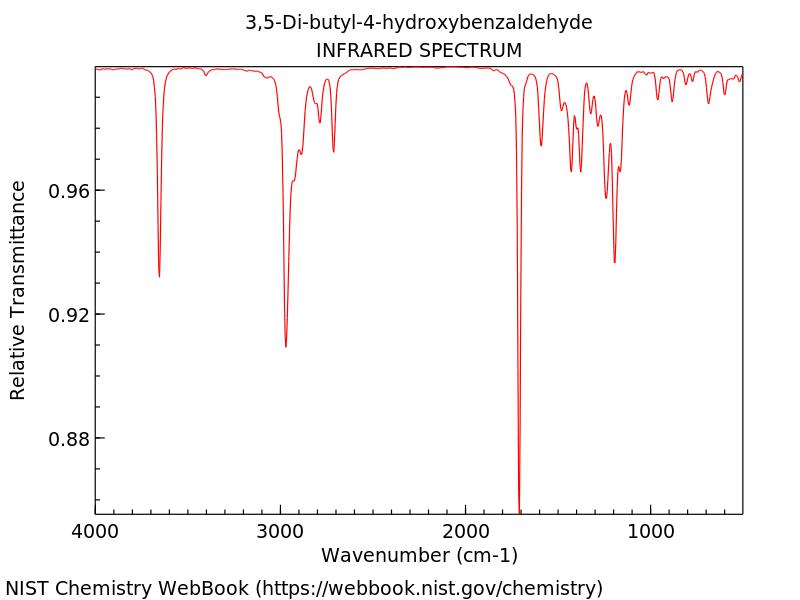 3,5-Di-butyl-4-hydroxybenzaldehyde
INFRARED SPECTRUM
Relative Transmittance
0.96
0.92
0.88
4000 3000 2000 1000
Wavenumber (cm-1)
NIST Chemistry WebBook (https://webbook.nist.gov/chemistry)